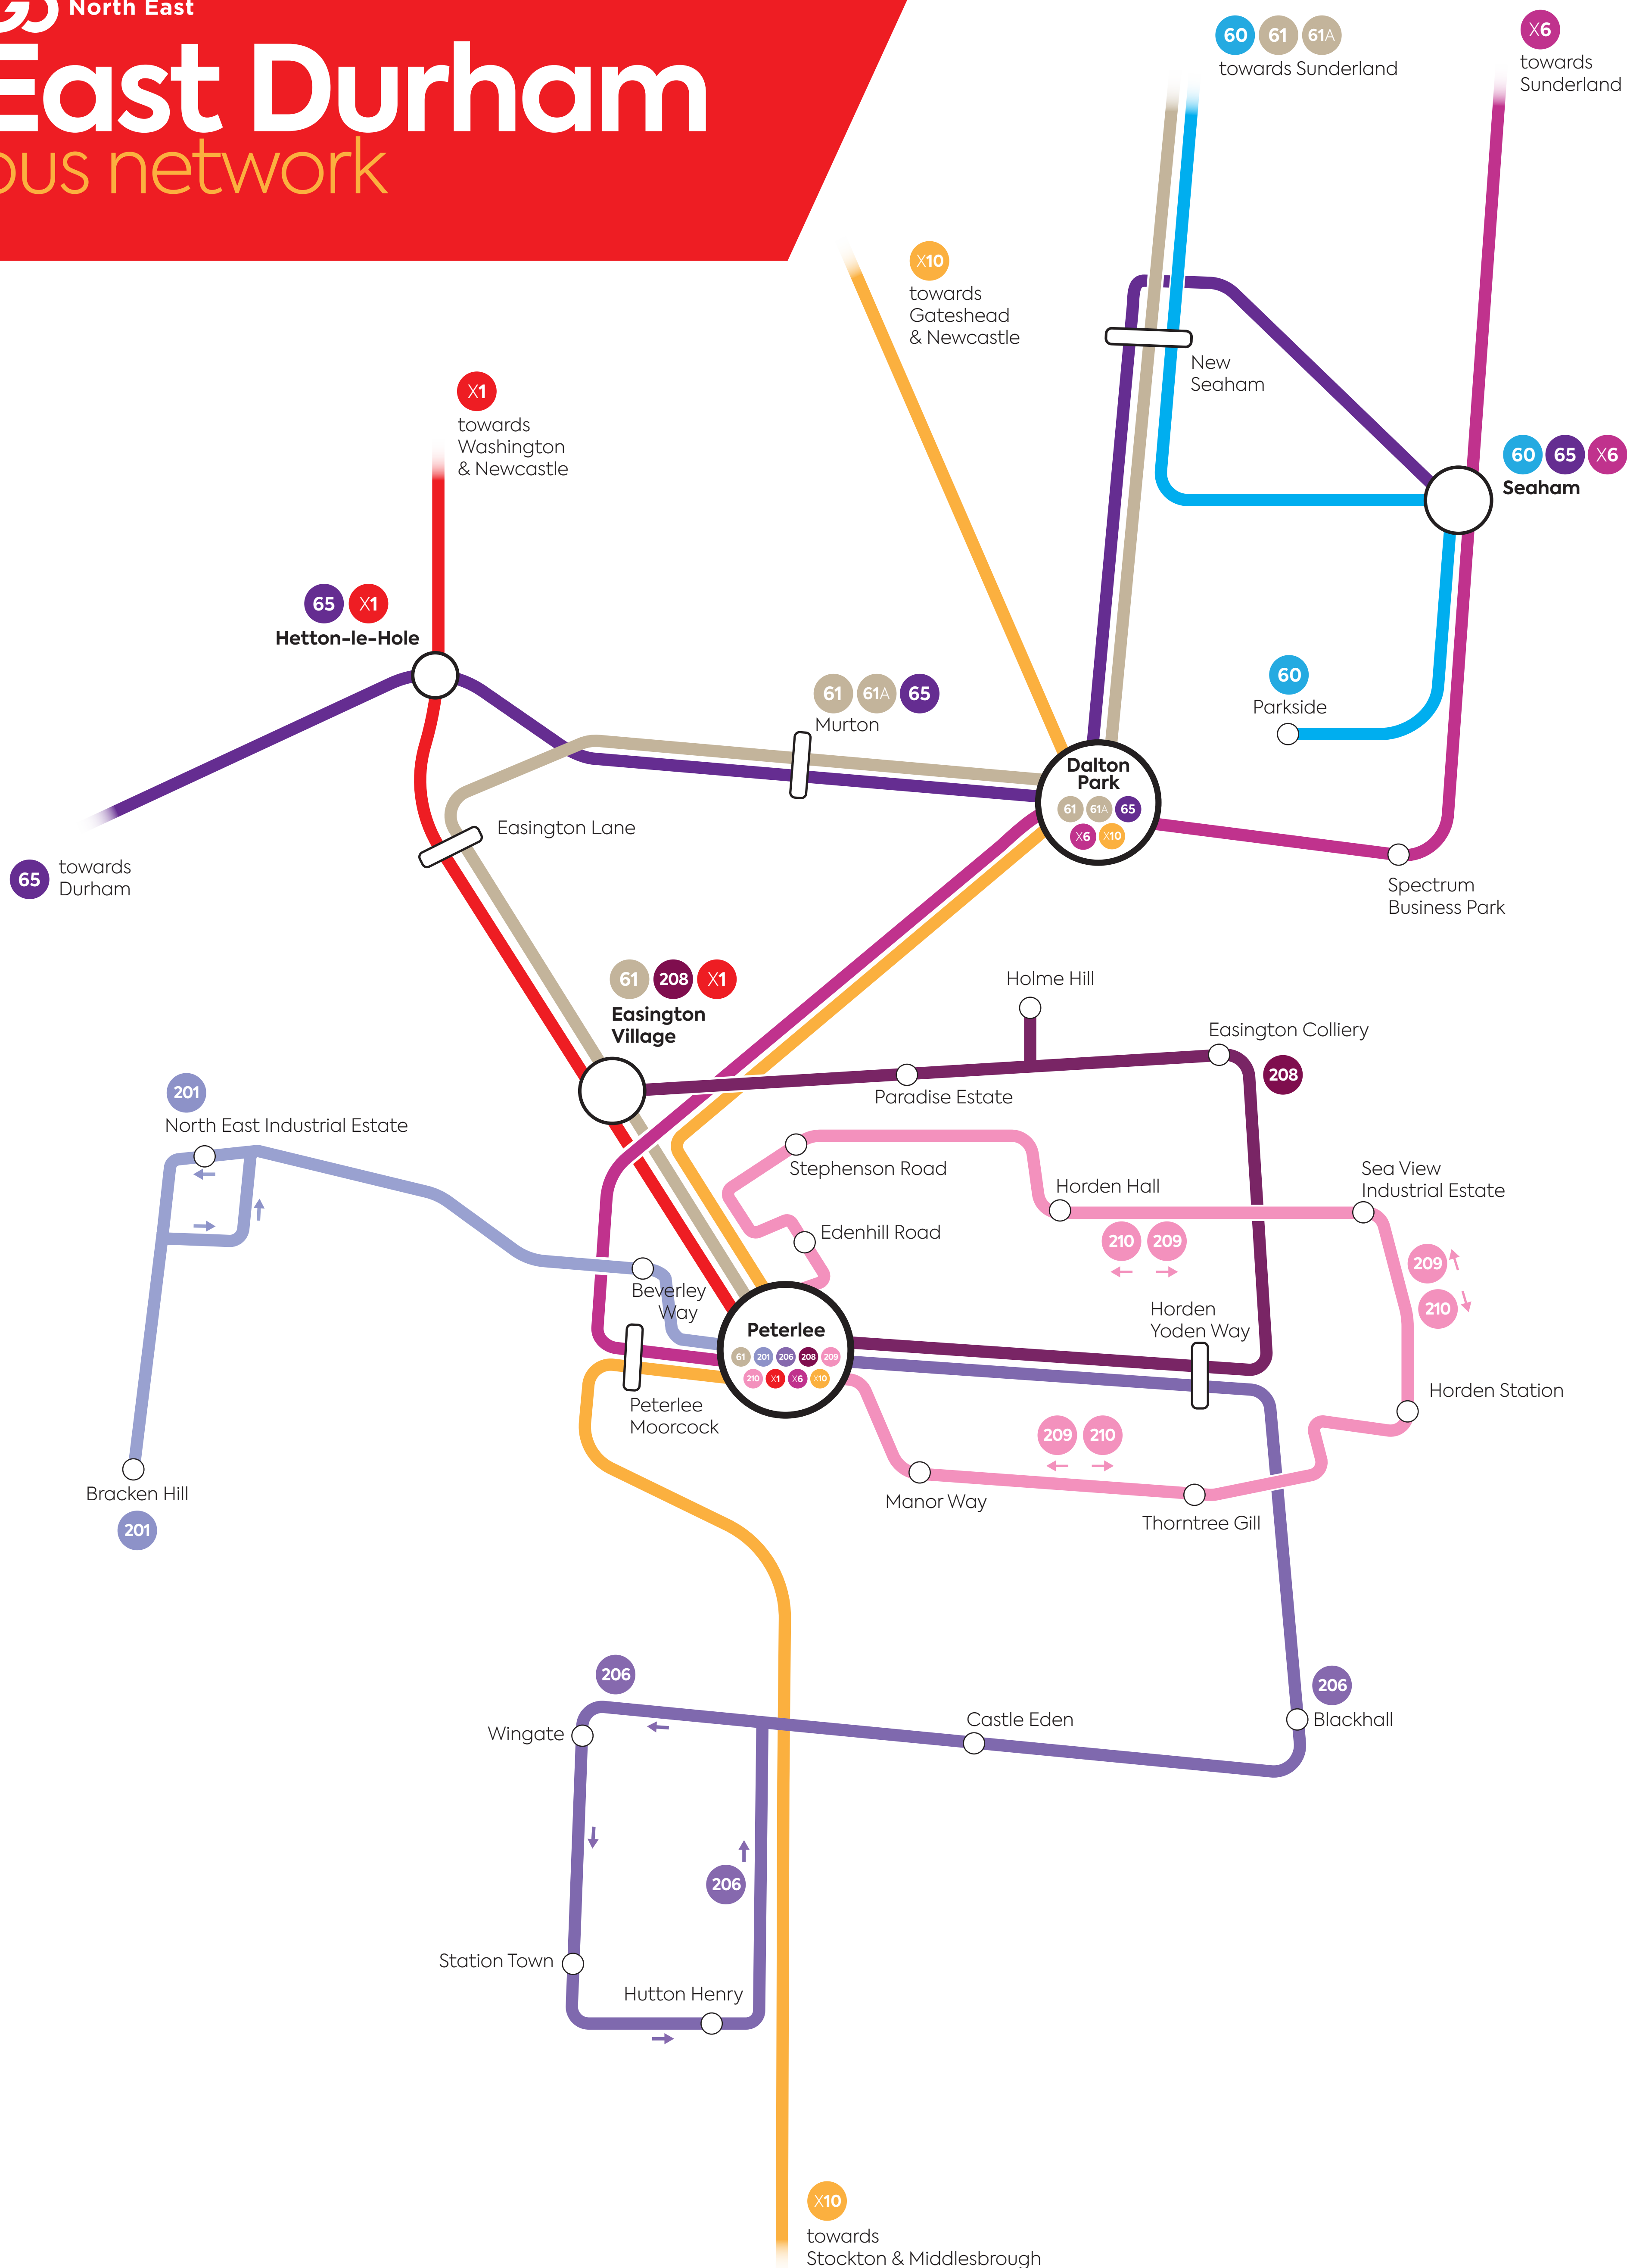 North East
East Durham
bus network
60 61 61A
towards Sunderland
X6
towards
Sunderland
X10
towards
Gateshead
& Newcastle
New
Seaham
X1
towards
Washington
& Newcastle
60 65 X6
Seaham
65 X1
Hetton-le-Hole
61 61A 65
Murton
60
Parkside
Dalton
Park
61 61A 65
X6 X10
Easington Lane
65
towards
Durham
Spectrum
Business Park
61 208 X1
Easington
Village
Holme Hill
Easington Colliery
208
Paradise Estate
201
North East Industrial Estate
Stephenson Road
Horden Hall
Sea View
Industrial Estate
210 209
Edenhill Road
209
210
Beverley
Way
Horden
Yoden Way
Peterlee
61 201 206 208 209
210 X1 X6 X10
Peterlee
Moorcock
Horden Station
209 210
Manor Way
Thorntree Gill
Bracken Hill
201
206
Wingate
Castle Eden
206
Blackhall
206
Station Town
Hutton Henry
X10
towards
Stockton & Middlesbrough